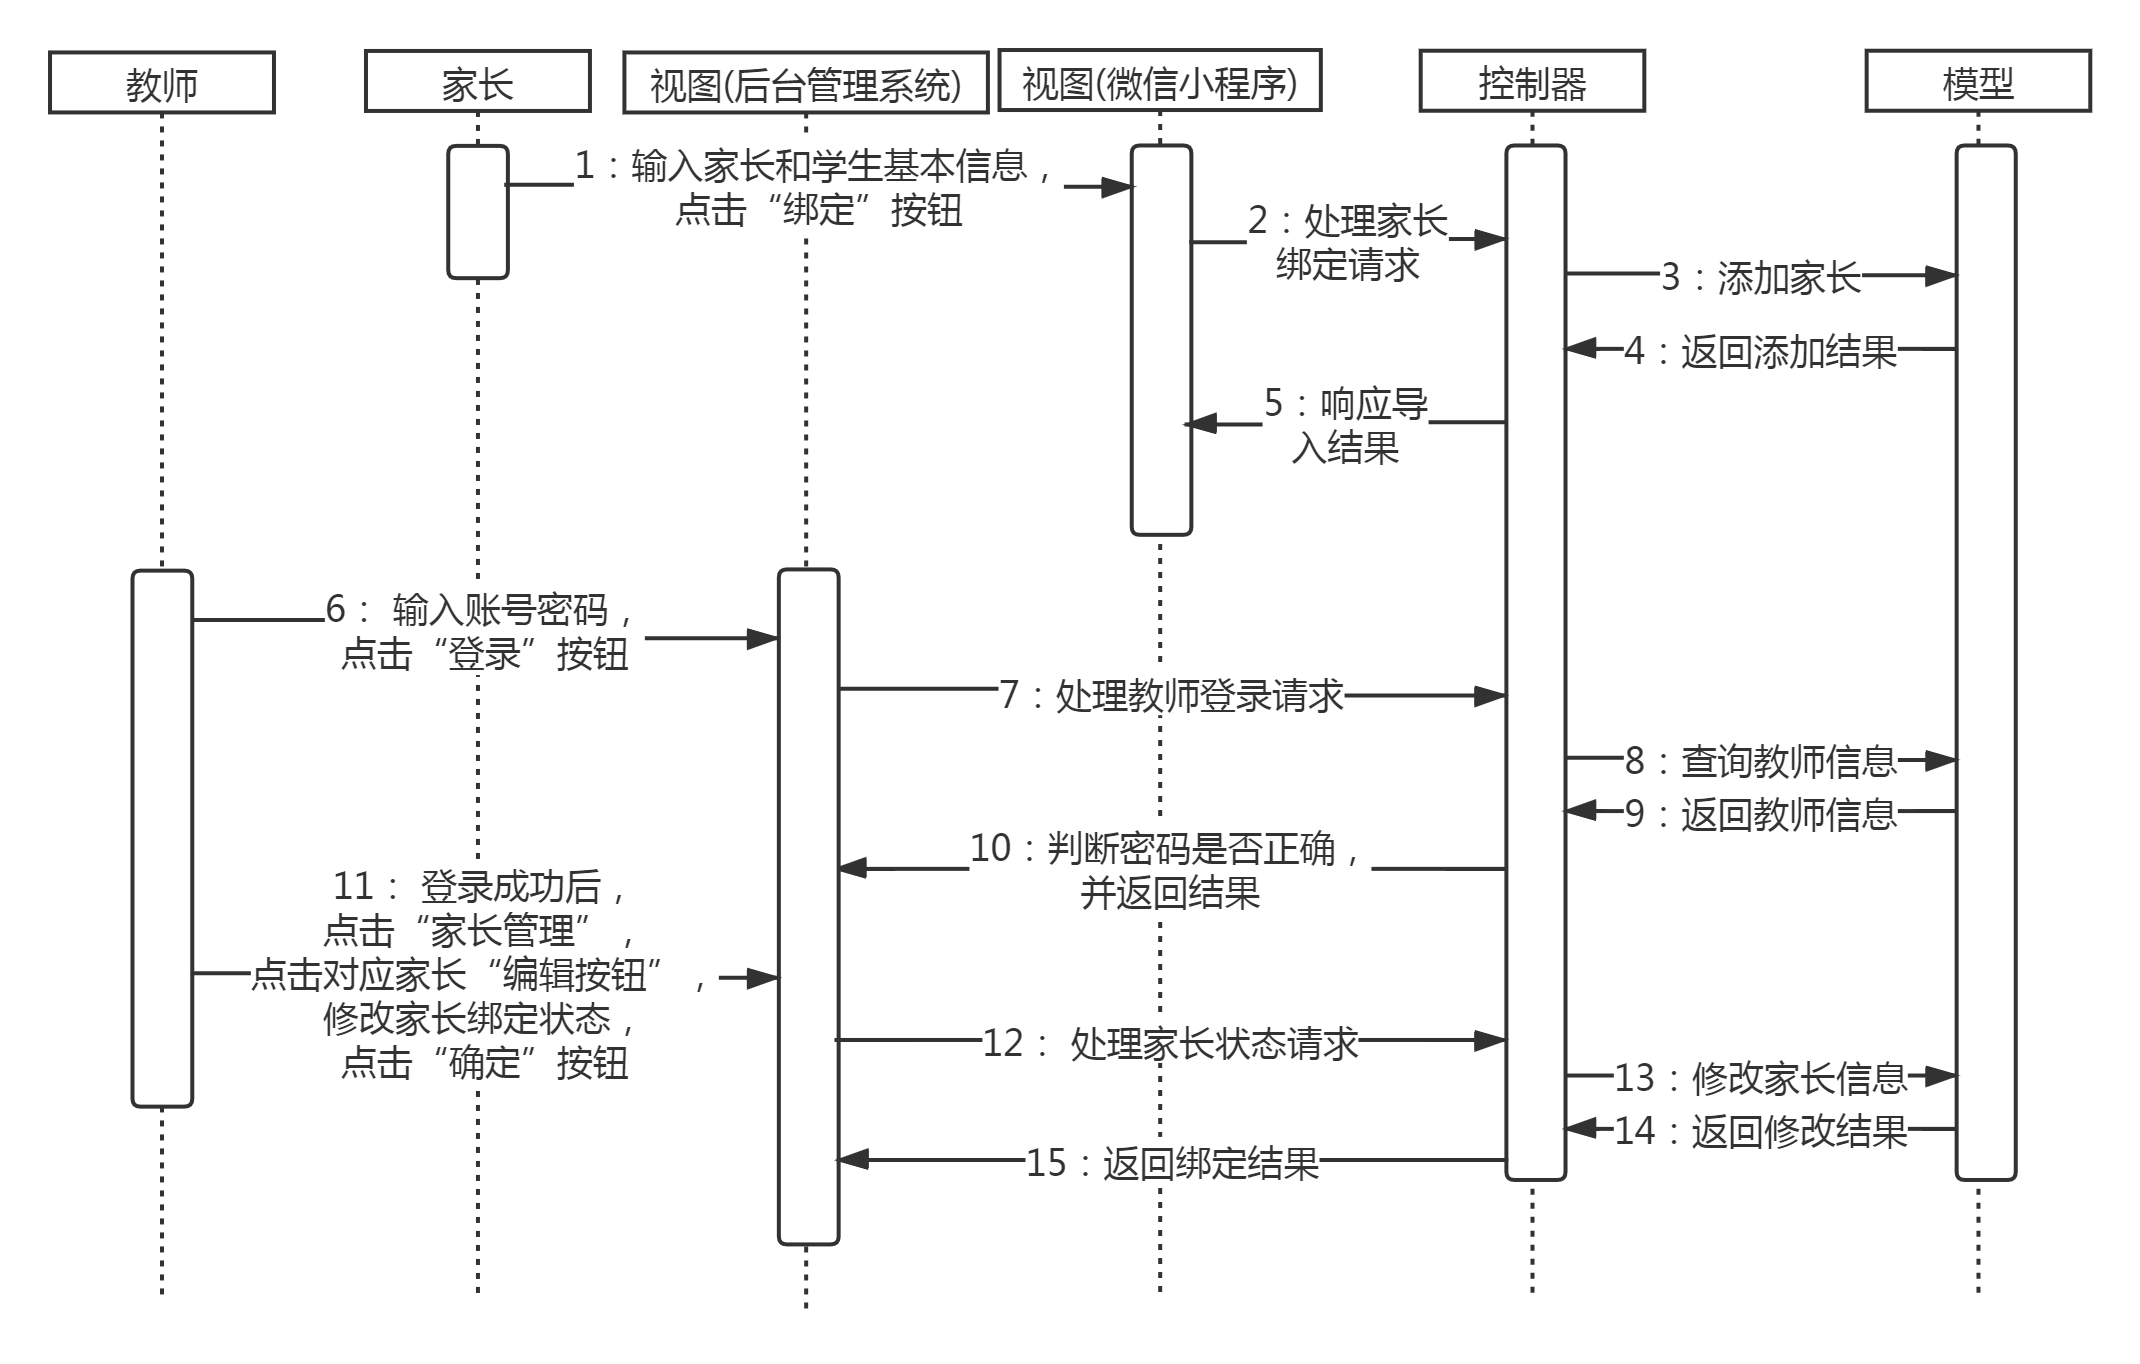 教师
家长
视图(后台管理系统)
视图(微信小程序)
控制器
模型
1：输入家长和学生基本信息，
点击“绑定”按钮
2：处理家长
绑定请求
3：添加家长
4：返回添加结果
5：响应导
入结果
6： 输入账号密码，
点击“登录”按钮
7：处理教师登录请求
8：查询教师信息
9：返回教师信息
10：判断密码是否正确，
并返回结果
11： 登录成功后，
点击“家长管理”，
点击对应家长“编辑按钮”，
修改家长绑定状态，
点击“确定”按钮
12： 处理家长状态请求
13：修改家长信息
14：返回修改结果
15：返回绑定结果